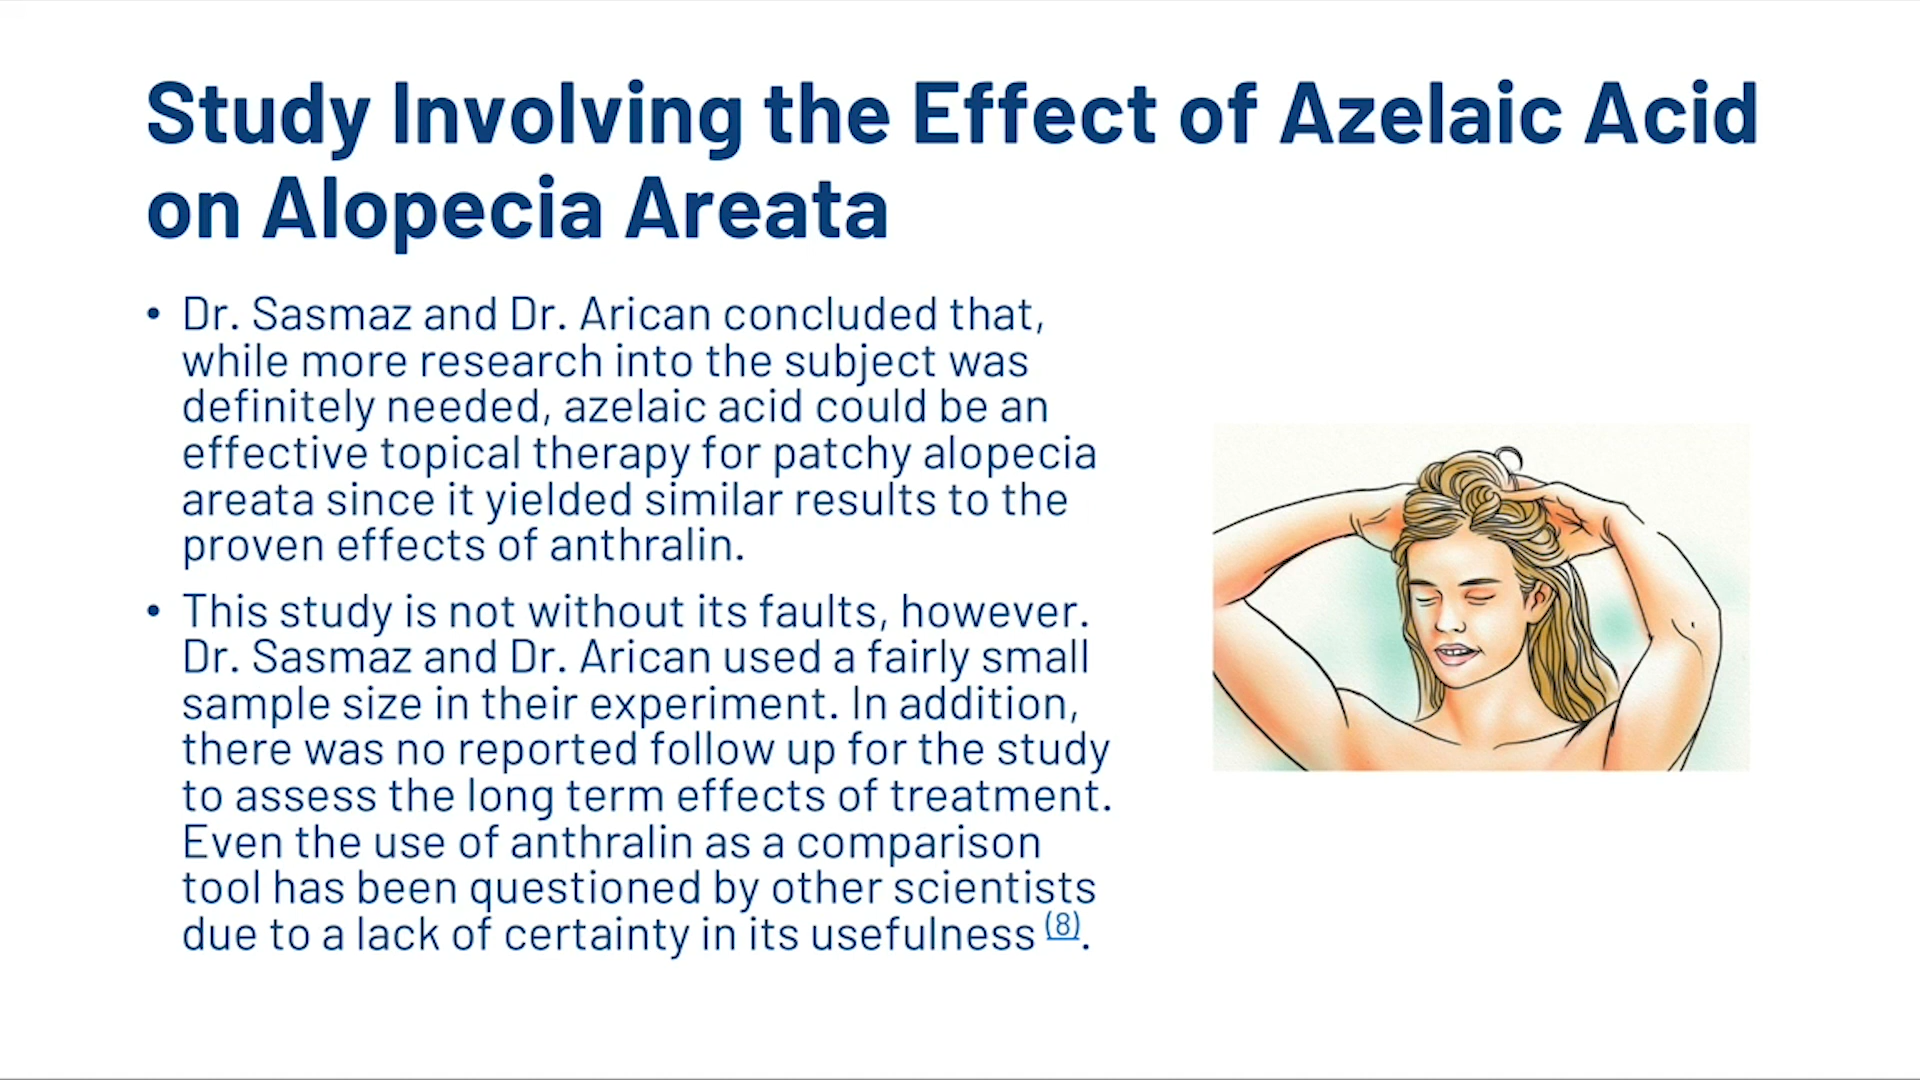 Study Involving the Effect of Azelaic Acid
on Alopecia Areata
• Dr. Sasmaz and Dr. Arican concluded that,
while more research into the subject was
definitely needed, azelaic acid could be an
effective topical therapy for patchy alopecia
areata since it yielded similar results to the
proven effects of anthralin.
• This study is not without its faults, however.
Dr. Sasmaz and Dr. Arican used a fairly small
sample size in their experiment. In addition,
there was no reported follow up for the study
to assess the long term effects of treatment.
Even the use of anthralin as a comparison
tool has been questioned by other scientists
due to a lack of certainty in its usefulness (8).